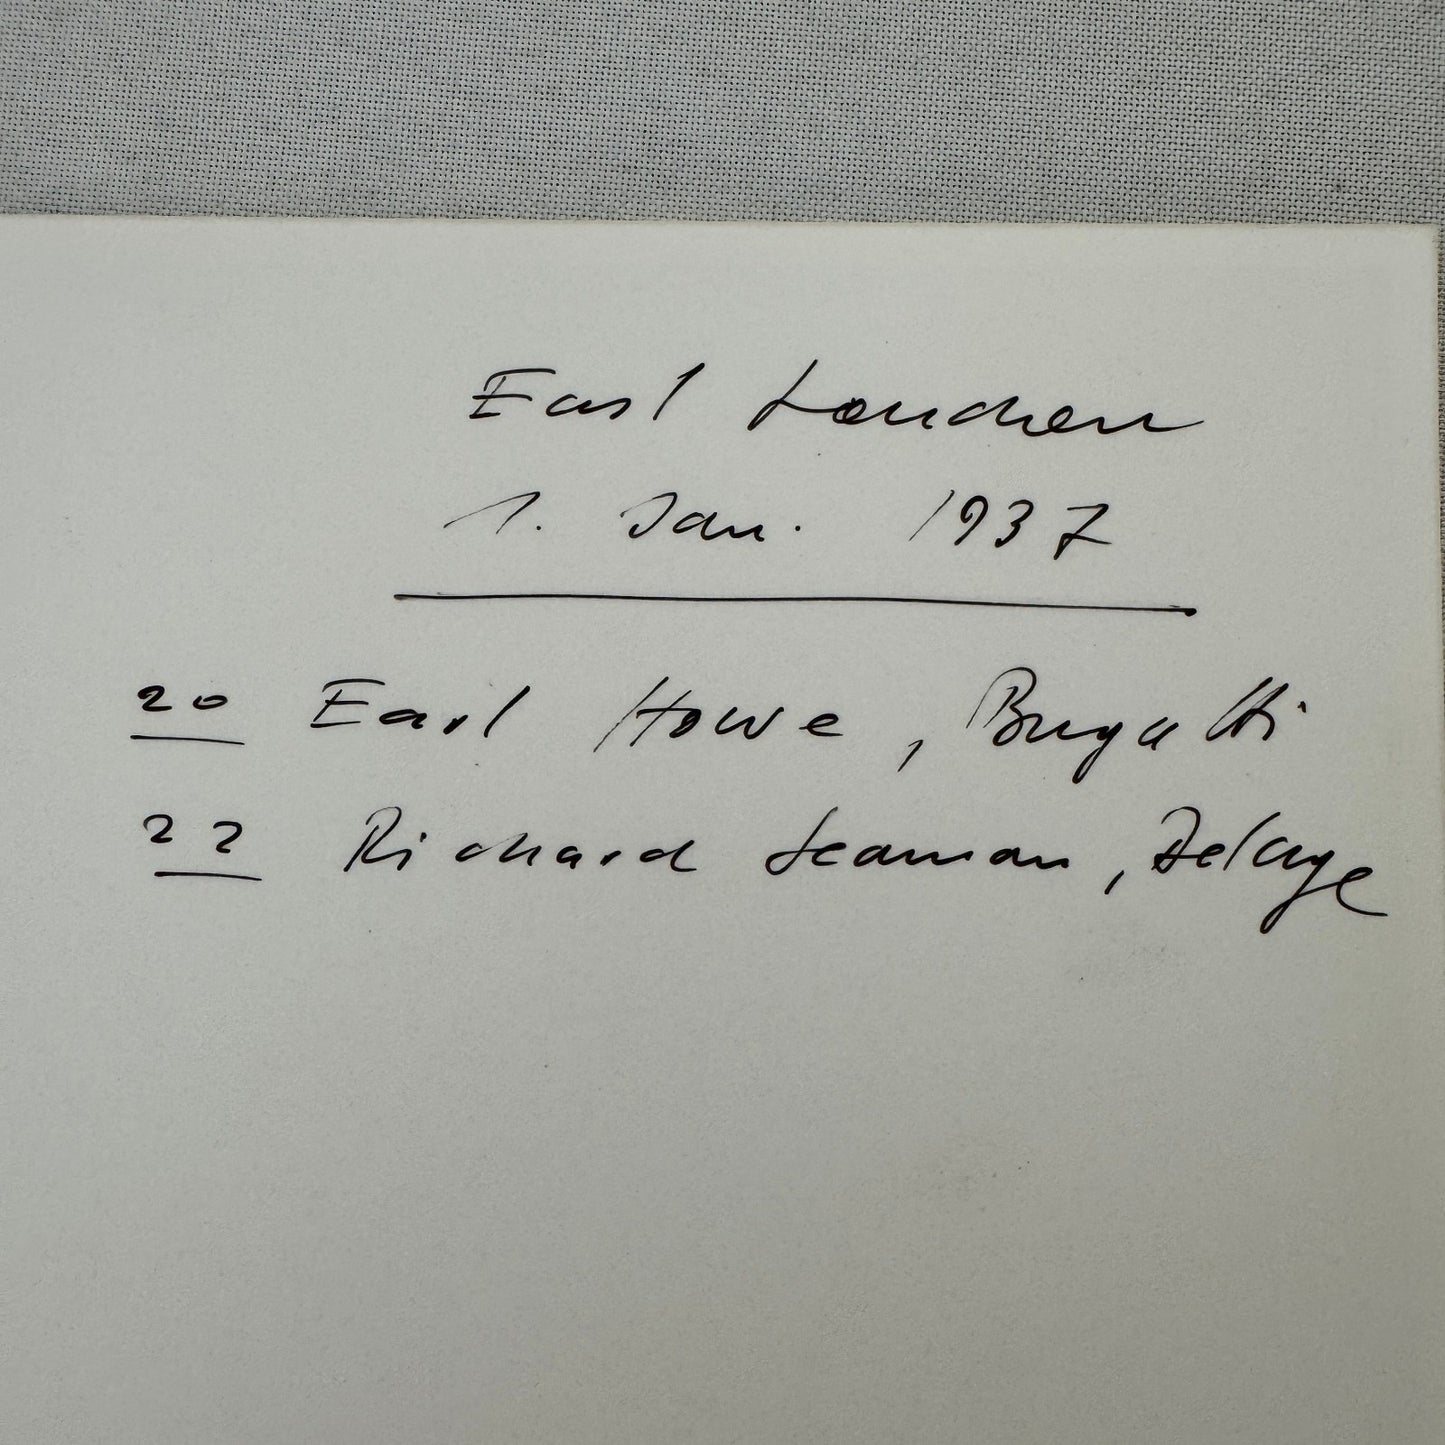 East London
1. Jan. 1937
20 Earl Howe, Bugatti
22 Richard Seaman, Delage